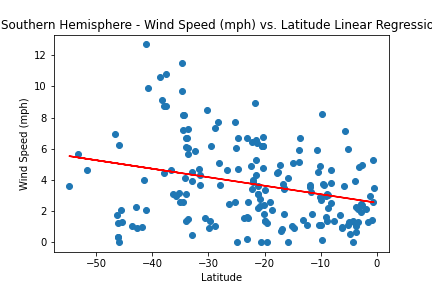 Southern Hemisphere - Wind Speed (mph) vs. Latitude Linear Regressio
12
10
8
6
4
2
0
Wind Speed (mph)
−50 −40 −30 −20 −10 0
Latitude